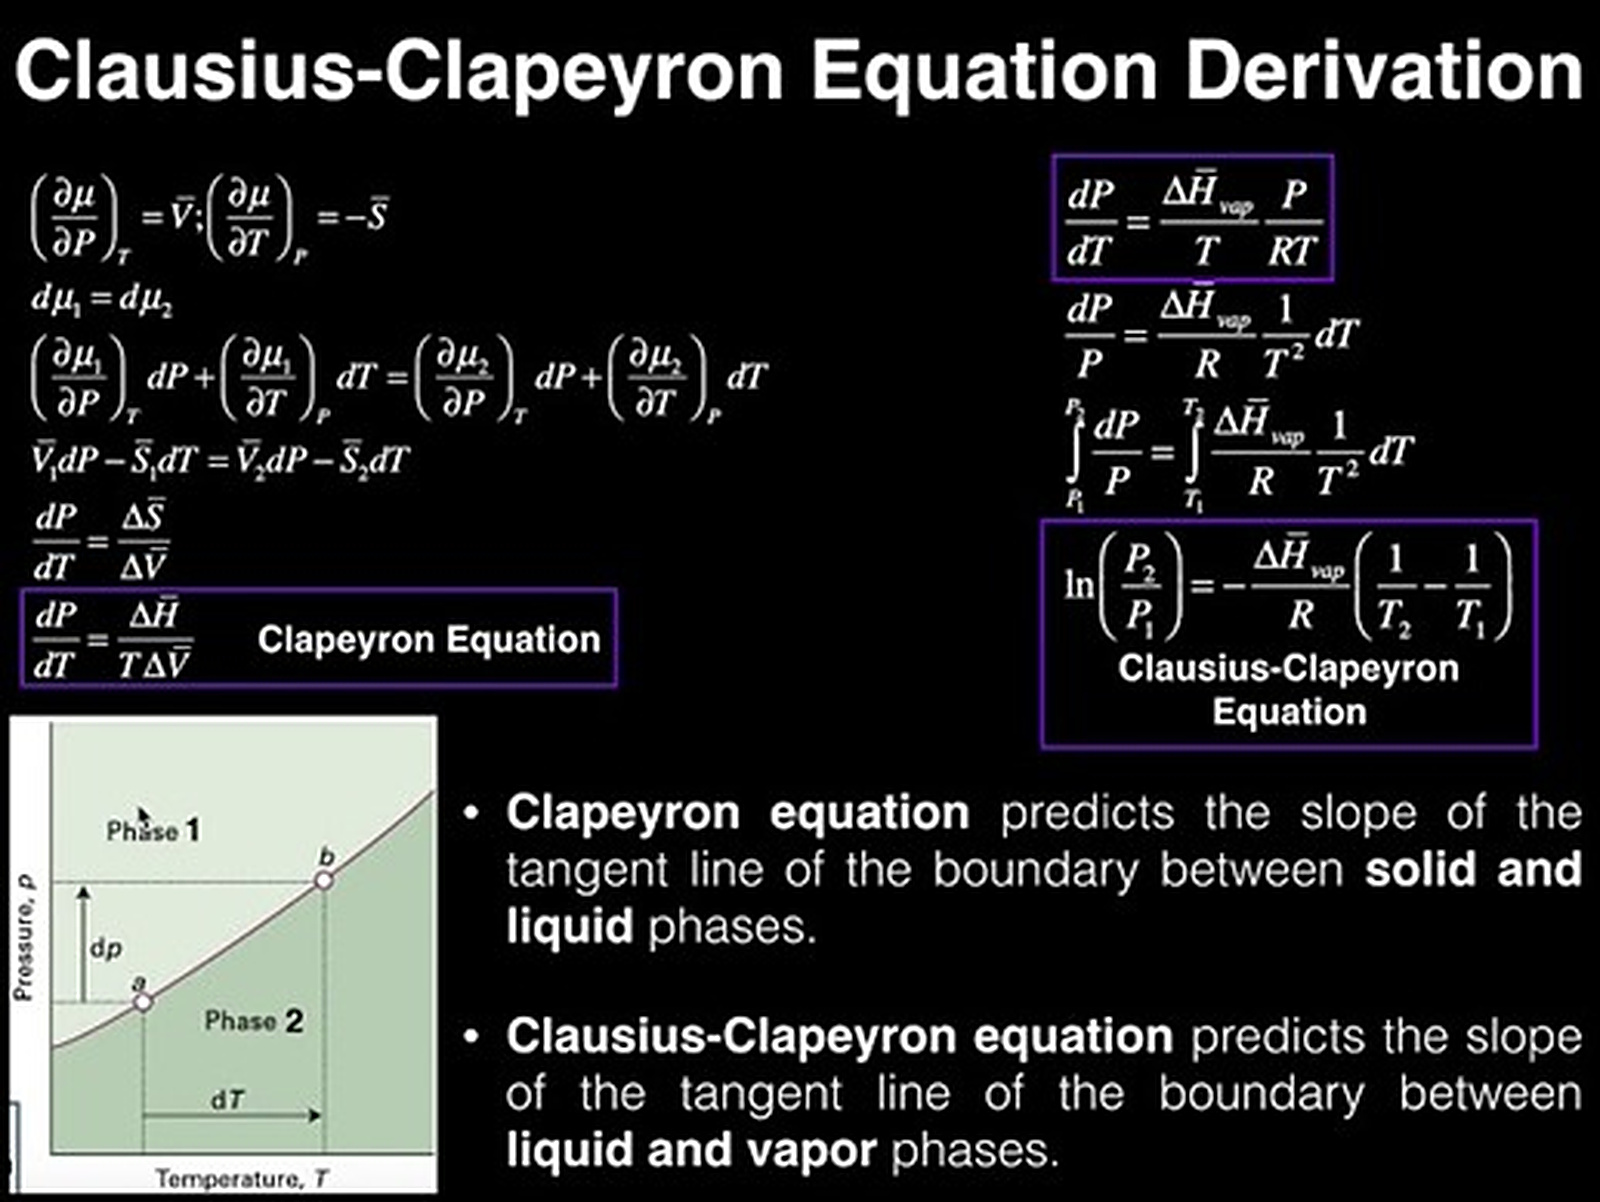 Clausius-Clapeyron Equation Derivation
(∂μ/∂P)_T = V̄; (∂μ/∂T)_P = −S̄
dμ₁ = dμ₂
(∂μ₁/∂P)_T dP + (∂μ₁/∂T)_P dT = (∂μ₂/∂P)_T dP + (∂μ₂/∂T)_P dT
V̄₁dP − S̄₁dT = V̄₂dP − S̄₂dT
dP/dT = ΔS̄/ΔV̄
dP/dT = ΔH̄/TΔV̄ Clapeyron Equation
dP/dT = ΔH̄_vap/T P/RT
dP/P = ΔH̄_vap/R 1/T² dT
∫_P₁^P₂ dP/P = ∫_T₁^T₂ ΔH̄_vap/R 1/T² dT
ln(P₂/P₁) = −ΔH̄_vap/R (1/T₂ − 1/T₁)
Clausius-Clapeyron
Equation
Pressure, p
Phase 1
b
dp
a
Phase 2
dT
Temperature, T
• Clapeyron equation predicts the slope of the
tangent line of the boundary between solid and
liquid phases.
• Clausius-Clapeyron equation predicts the slope
of the tangent line of the boundary between
liquid and vapor phases.